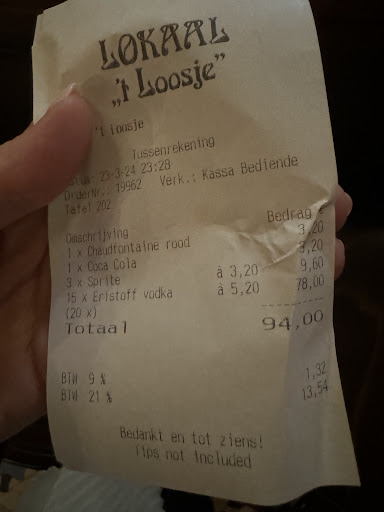 LOKAAL
„'t Loosje”
't Loosje
Tussenrekening
23-3-24 23:28
OrderNr.: 19962 Verk.: Kassa Bediende
Tafel 202
Omschrijving Bedrag
1 x Chaudfontaine rood 3,20
1 x Coca Cola 3,20
3 x Sprite à 3,20 9,60
15 x Eristoff vodka à 5,20 78,00
(20 x)
Totaal 94,00
BTW 9 % 1,32
BTW 21 % 13,54
Bedankt en tot ziens!
Tips not included